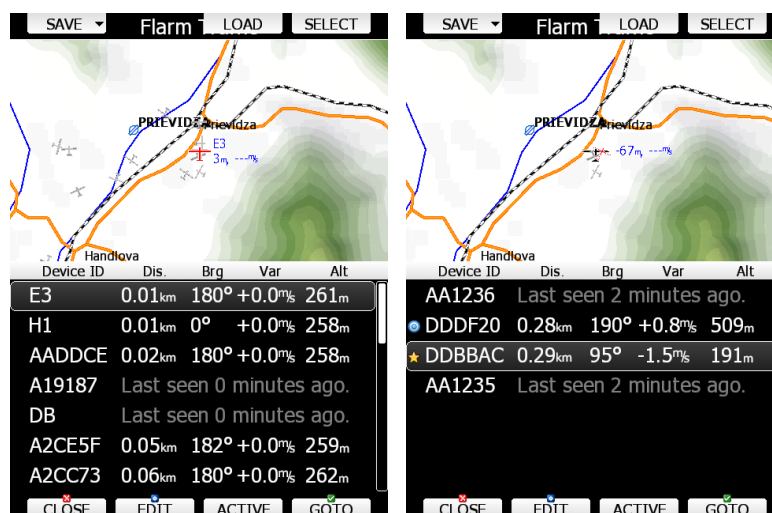 SAVE Flarm T LOAD SELECT
PRIEVIDZA
Prievidza
E3
3m, ---m/s
Handlova
Device ID Dis. Brg Var Alt
E3 0.01km 180° +0.0m/s 261m
H1 0.01km 0° +0.0m/s 258m
AADDCE 0.02km 180° +0.0m/s 258m
A19187 Last seen 0 minutes ago.
DB Last seen 0 minutes ago.
A2CE5F 0.05km 182° +0.0m/s 259m
A2CC73 0.06km 180° +0.0m/s 262m
CLOSE EDIT ACTIVE GOTO
SAVE Flarm T LOAD SELECT
PRIEVIDZA
Prievidza
-67m, ---m/s
Handlova
Device ID Dis. Brg Var Alt
AA1236 Last seen 2 minutes ago.
DDDF20 0.28km 190° +0.8m/s 509m
DDBBAC 0.29km 95° -1.5m/s 191m
AA1235 Last seen 2 minutes ago.
CLOSE EDIT ACTIVE GOTO